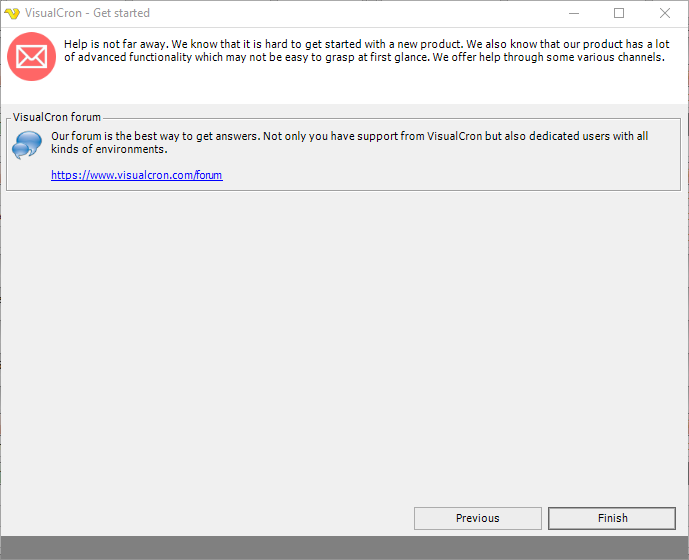 VisualCron - Get started
Help is not far away. We know that it is hard to get started with a new product. We also know that our product has a lot
of advanced functionality which may not be easy to grasp at first glance. We offer help through some various channels.
VisualCron forum
Our forum is the best way to get answers. Not only you have support from VisualCron but also dedicated users with all
kinds of environments.
https://www.visualcron.com/forum
Previous
Finish